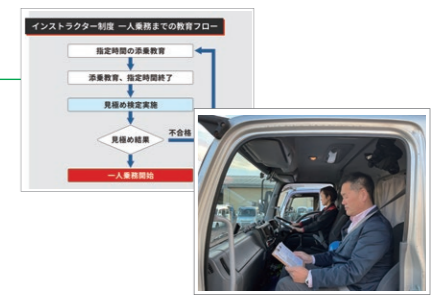 インストラクター制度 一人乗務までの教育フロー
指定時間の添乗教育
添乗教育、指定時間終了
見極め検定実施
見極め結果
不合格
一人乗務開始